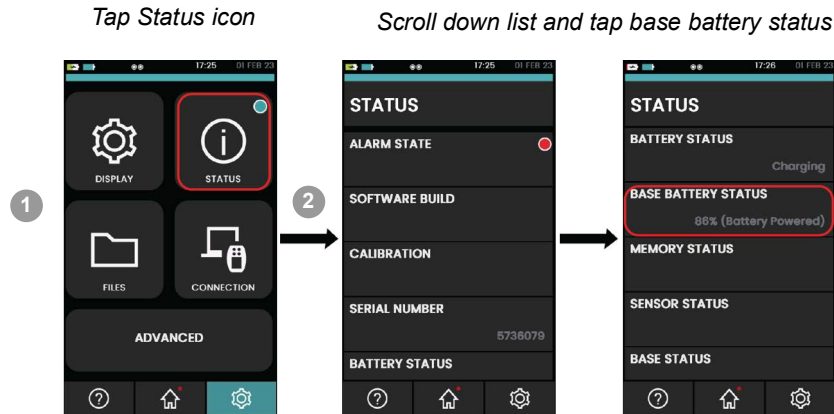 Tap Status icon
Scroll down list and tap base battery status
1
17:25 01 FEB 23
DISPLAY
STATUS
FILES
CONNECTION
ADVANCED
2
17:25 01 FEB 23
STATUS
ALARM STATE
SOFTWARE BUILD
CALIBRATION
SERIAL NUMBER
5736079
BATTERY STATUS
17:26 01 FEB 23
STATUS
BATTERY STATUS
Charging
BASE BATTERY STATUS
86% (Battery Powered)
MEMORY STATUS
SENSOR STATUS
BASE STATUS